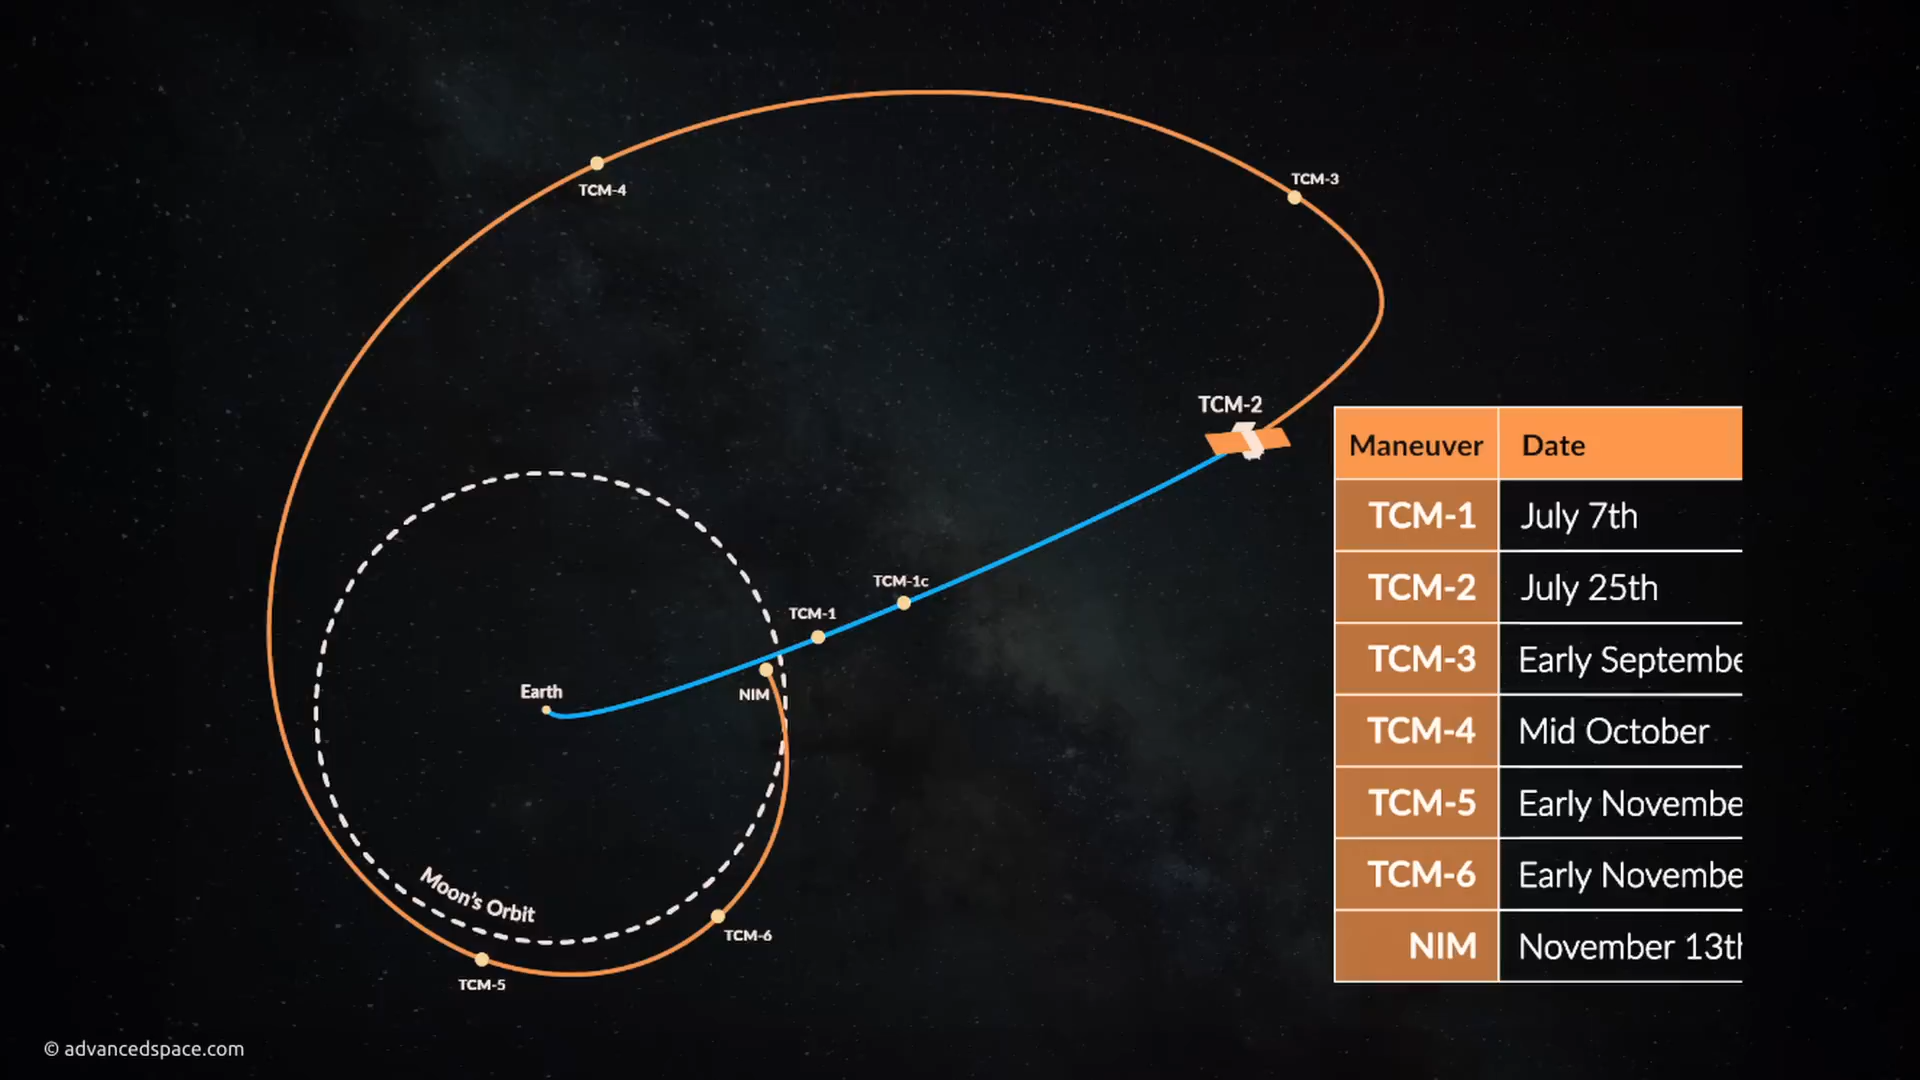 TCM-4
TCM-3
TCM-2
TCM-1c
TCM-1
NIM
Earth
Moon's Orbit
TCM-6
TCM-5
Maneuver Date
TCM-1 July 7th
TCM-2 July 25th
TCM-3 Early Septembe
TCM-4 Mid October
TCM-5 Early Novembe
TCM-6 Early Novembe
NIM November 13th
© advancedspace.com